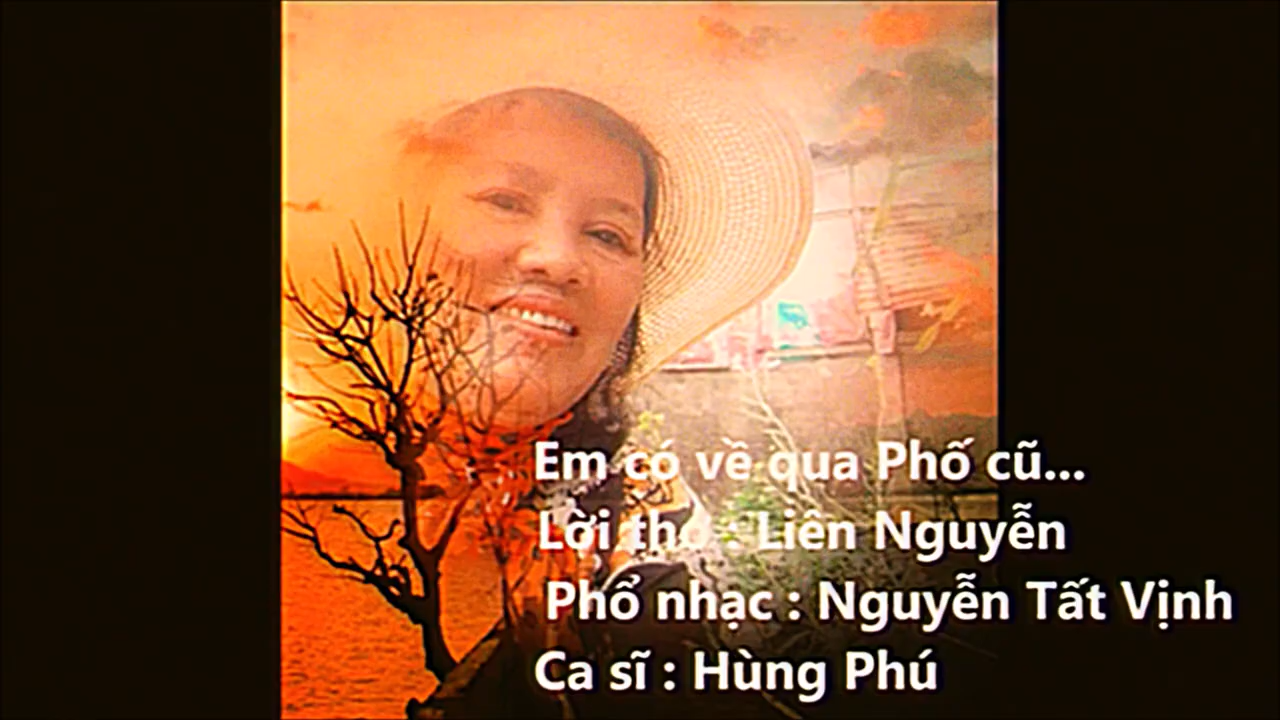 Em có về qua Phố cũ...
Lời thơ : Liên Nguyễn
Phổ nhạc : Nguyễn Tất Vịnh
Ca sĩ : Hùng Phú